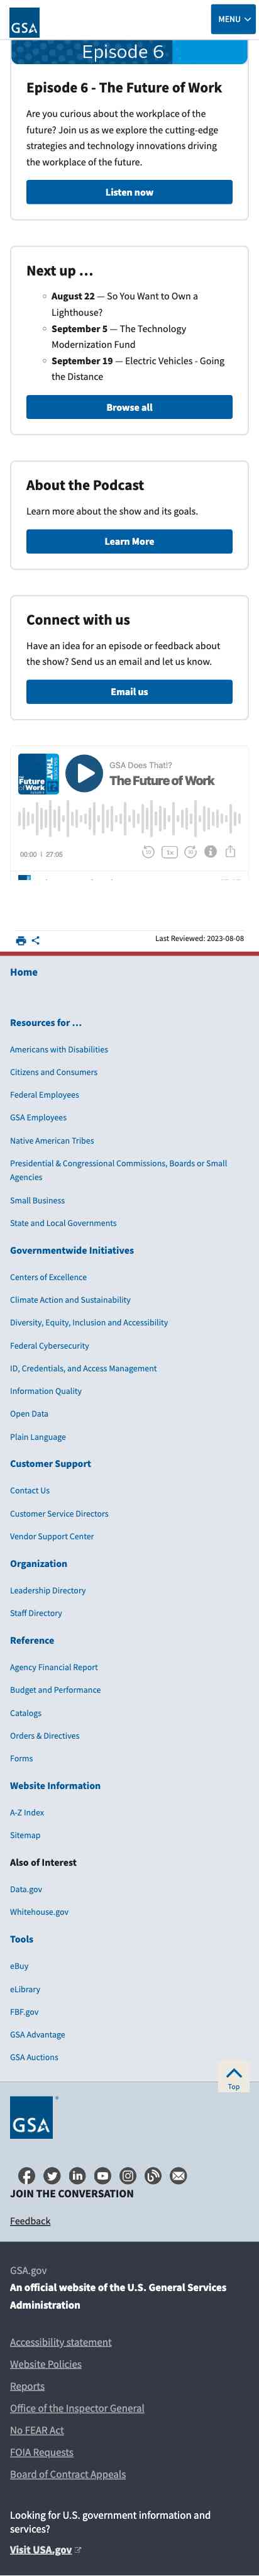 GSA
MENU
Episode 6
Episode 6 - The Future of Work
Are you curious about the workplace of the
future? Join us as we explore the cutting-edge
strategies and technology innovations driving
the workplace of the future.
Listen now
Next up …
August 22 — So You Want to Own a
Lighthouse?
September 5 — The Technology
Modernization Fund
September 19 — Electric Vehicles - Going
the Distance
Browse all
About the Podcast
Learn more about the show and its goals.
Learn More
Connect with us
Have an idea for an episode or feedback about
the show? Send us an email and let us know.
Email us
GSA Does That!?
The Future of Work
00:00 | 27:05
1x
Last Reviewed: 2023-08-08
Home
Resources for …
Americans with Disabilities
Citizens and Consumers
Federal Employees
GSA Employees
Native American Tribes
Presidential & Congressional Commissions, Boards or Small
Agencies
Small Business
State and Local Governments
Governmentwide Initiatives
Centers of Excellence
Climate Action and Sustainability
Diversity, Equity, Inclusion and Accessibility
Federal Cybersecurity
ID, Credentials, and Access Management
Information Quality
Open Data
Plain Language
Customer Support
Contact Us
Customer Service Directors
Vendor Support Center
Organization
Leadership Directory
Staff Directory
Reference
Agency Financial Report
Budget and Performance
Catalogs
Orders & Directives
Forms
Website Information
A-Z Index
Sitemap
Also of Interest
Data.gov
Whitehouse.gov
Tools
eBuy
eLibrary
FBF.gov
GSA Advantage
GSA Auctions
Top
GSA
JOIN THE CONVERSATION
Feedback
GSA.gov
An official website of the U.S. General Services
Administration
Accessibility statement
Website Policies
Reports
Office of the Inspector General
No FEAR Act
FOIA Requests
Board of Contract Appeals
Looking for U.S. government information and
services?
Visit USA.gov